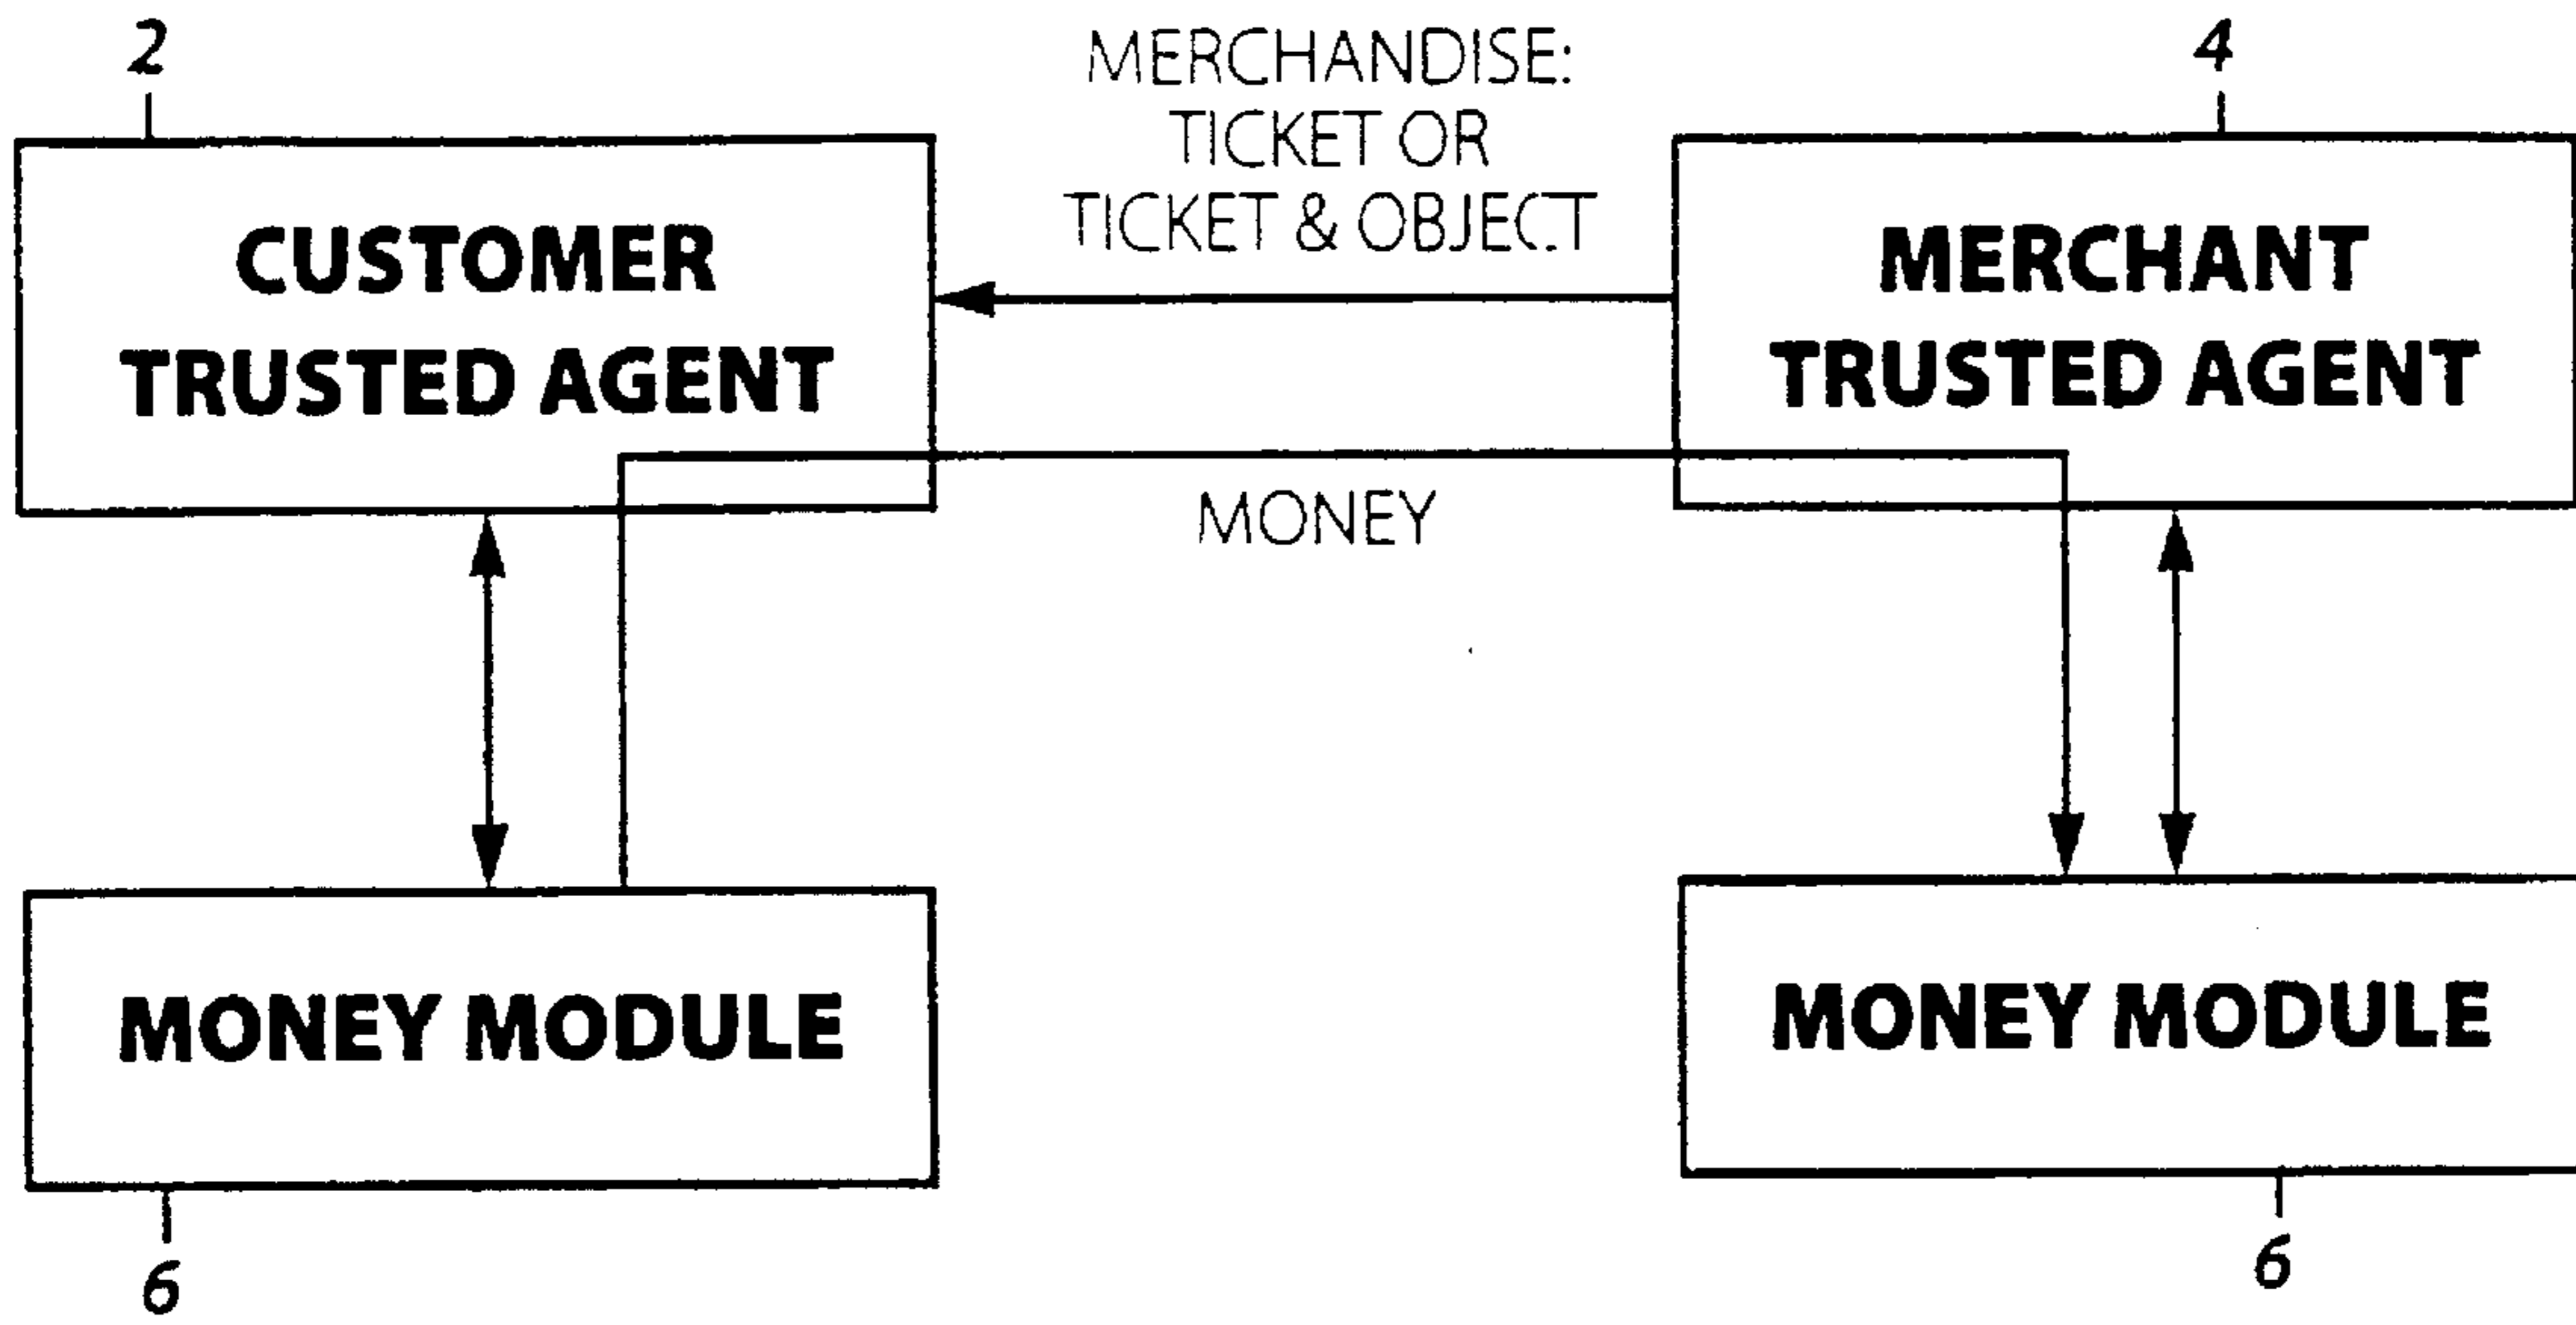 2
4
MERCHANDISE:
TICKET OR
TICKET & OBJECT
CUSTOMER
TRUSTED AGENT
MERCHANT
TRUSTED AGENT
MONEY
MONEY MODULE
MONEY MODULE
6
6